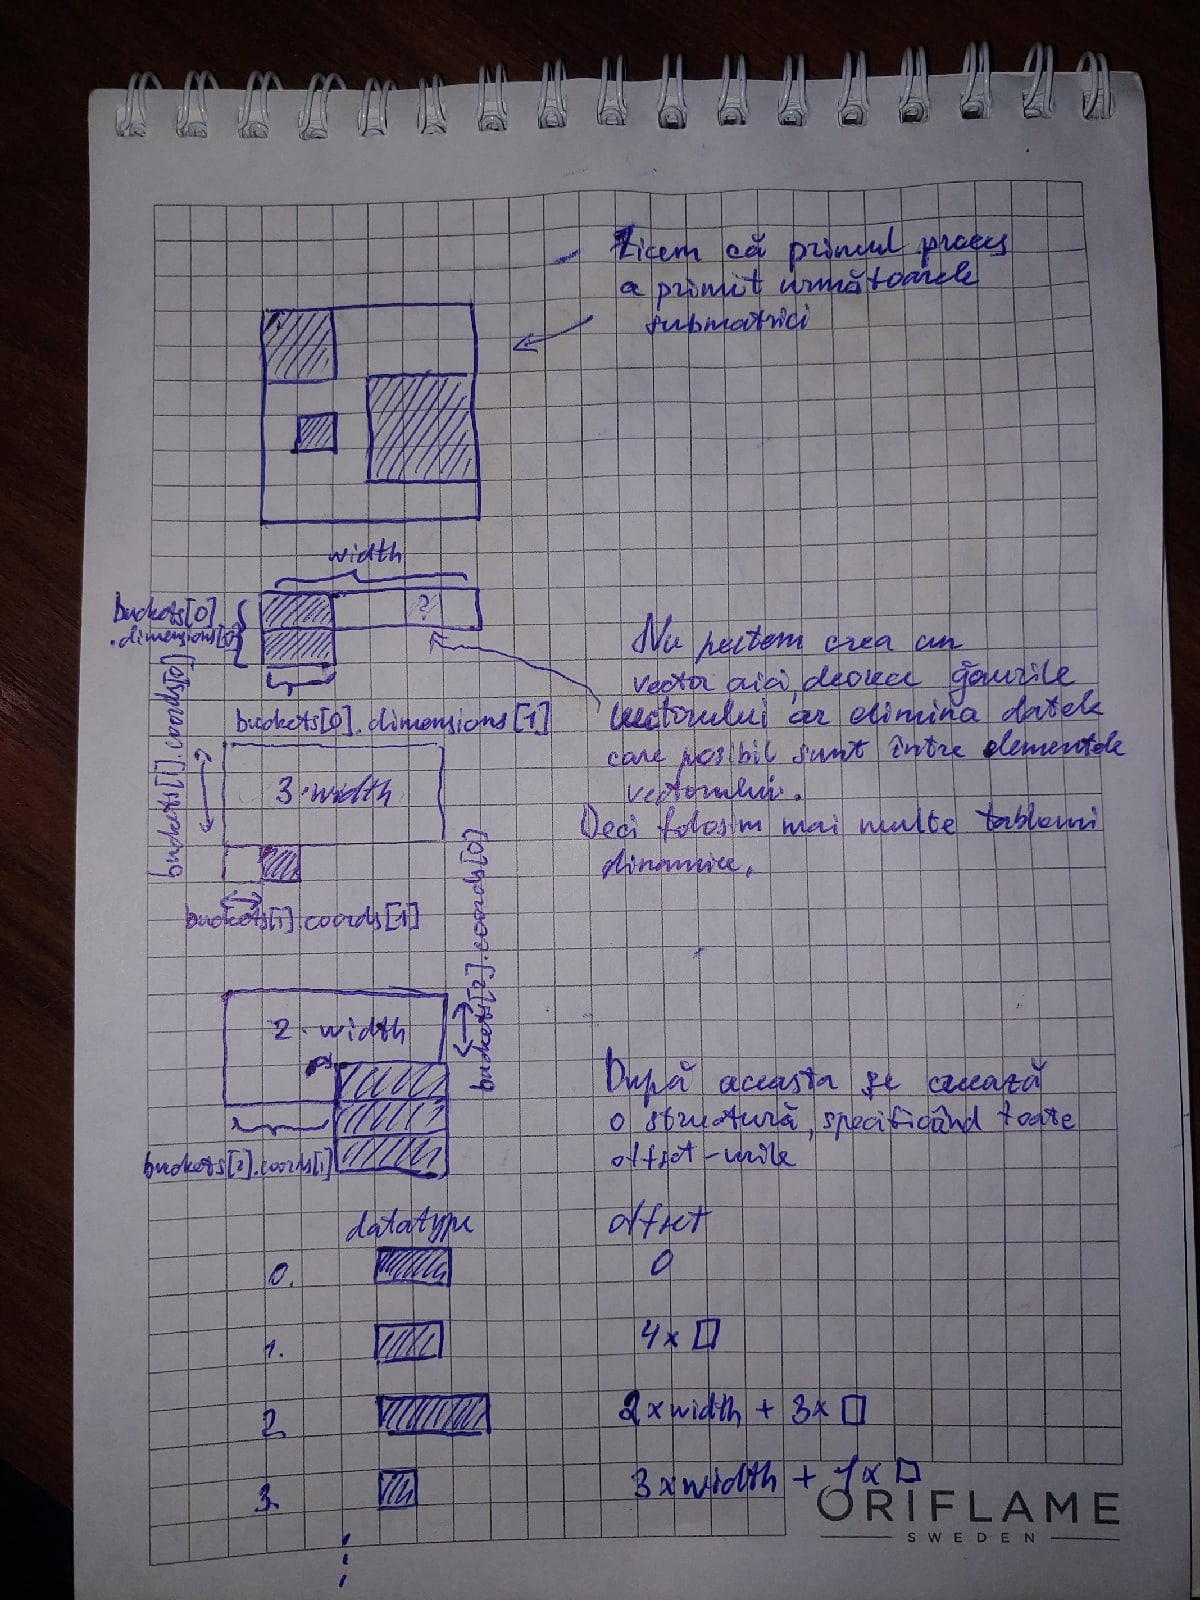 Zicem că primul proces
a primit următoarele
submatrici
width
buckets[0]
.dimensions[0]
buckets[0].dimensions[1]
Nu putem crea un
vector aici, deoarece găurile
vectorului ar elimina datele
care posibil sunt între elementele
vectorului.
Deci folosim mai multe tablouri
dinamice.
?
buckets[1].coords[0]
3·width
buckets[1].coords[1]
buckets[2].coords[0]
2·width
buckets[2].coords[1]
După aceasta se crează
o structură, specificând toate
offset-urile
datatype offset
0. 0
1. 4x
2. 2xwidth + 3x
3. 3xwidth + 1x
ORIFLAME
SWEDEN